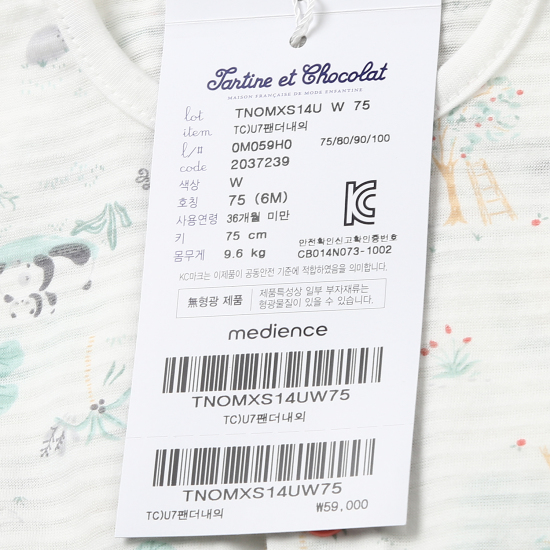 Tartine et Chocolat
MAISON FRANÇAISE DE MODE ENFANTINE
lot TNOMXS14U W 75
item TC)U7팬더내의
l/# 0M059H0 75/80/90/100
code 2037239
색상 W
호칭 75 (6M)
사용연령 36개월 미만
키 75 cm
몸무게 9.6 kg
KC
안전확인신고확인증번호
CB014N073-1002
KC마크는 이제품이 공통안전 기준에 적합하였음을 의미합니다.
無형광 제품
제품특성상 일부 부자재류는
형광물질이 있을 수 있습니다.
medience
TNOMXS14UW75
TC)U7팬더내의
TNOMXS14UW75
TC)U7팬더내의 ₩59,000